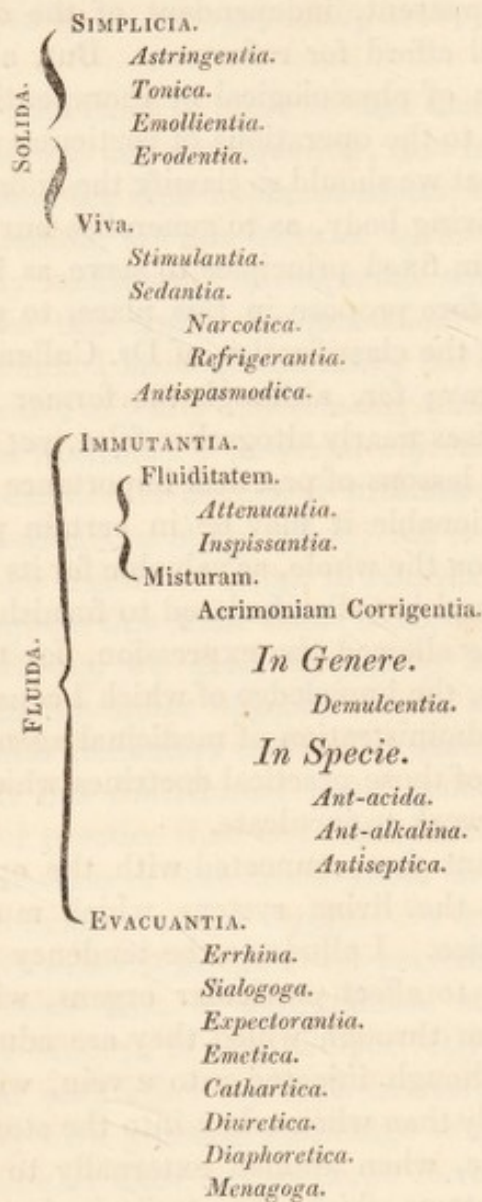 SIMPLICIA.
Astringentia.
Tonica.
Emollientia.
Erodentia.
SOLIDA.
Viva.
Stimulantia.
Sedantia.
Narcotica.
Refrigerantia.
Antispasmodica.
IMMUTANTIA.
Fluiditatem.
Attenuantia.
Inspissantia.
Misturam.
Acrimoniam Corrigentia.
In Genere.
Demulcentia.
FLUIDA.
In Specie.
Ant-acida.
Ant-alkalina.
Antiseptica.
EVACUANTIA.
Errhina.
Sialogoga.
Expectorantia.
Emetica.
Cathartica.
Diuretica.
Diaphoretica.
Menagoga.